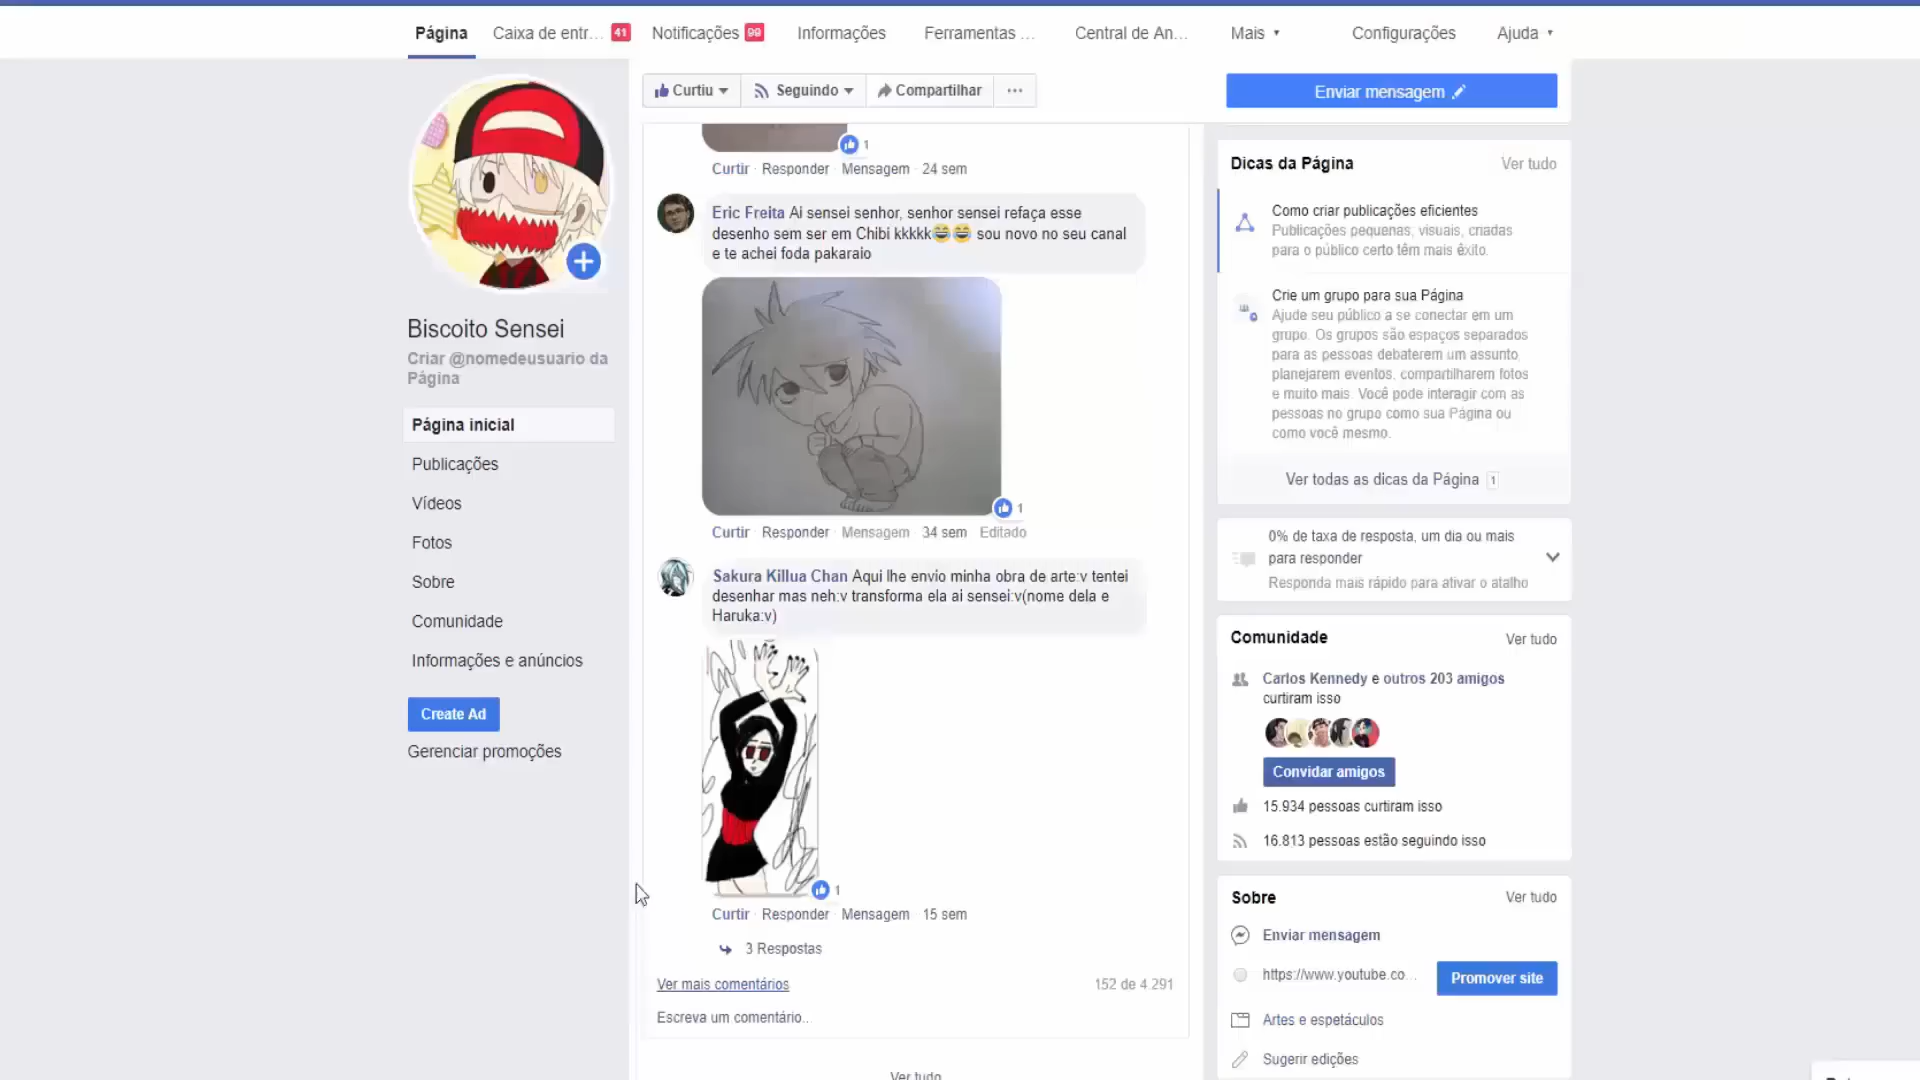 Página
Caixa de entr...
41
Notificações
99
Informações
Ferramentas ...
Central de An...
Mais
Configurações
Ajuda
Curtiu
Seguindo
Compartilhar
Enviar mensagem
1
Curtir · Responder · Mensagem · 24 sem
Eric Freita Ai sensei senhor, senhor sensei refaça esse
desenho sem ser em Chibi kkkkk😂😂 sou novo no seu canal
e te achei foda pakaraio
1
Curtir · Responder · Mensagem · 34 sem · Editado
Sakura Killua Chan Aqui lhe envio minha obra de arte:v tentei
desenhar mas neh:v transforma ela ai sensei:v(nome dela e
Haruka:v)
1
Curtir · Responder · Mensagem · 15 sem
3 Respostas
Ver mais comentários
152 de 4.291
Escreva um comentário...
Ver tudo
Biscoito Sensei
Criar @nomedeusuario da
Página
Página inicial
Publicações
Vídeos
Fotos
Sobre
Comunidade
Informações e anúncios
Create Ad
Gerenciar promoções
Dicas da Página
Ver tudo
Como criar publicações eficientes
Publicações pequenas, visuais, criadas
para o público certo têm mais êxito.
Crie um grupo para sua Página
Ajude seu público a se conectar em um
grupo. Os grupos são espaços separados
para as pessoas debaterem um assunto,
planejarem eventos, compartilharem fotos
e muito mais. Você pode interagir com as
pessoas no grupo como sua Página ou
como você mesmo.
Ver todas as dicas da Página 1
0% de taxa de resposta, um dia ou mais
para responder
Responda mais rápido para ativar o atalho
Comunidade
Ver tudo
Carlos Kennedy e outros 203 amigos
curtiram isso
Convidar amigos
15.934 pessoas curtiram isso
16.813 pessoas estão seguindo isso
Sobre
Ver tudo
Enviar mensagem
https://www.youtube.co...
Promover site
Artes e espetáculos
Sugerir edições